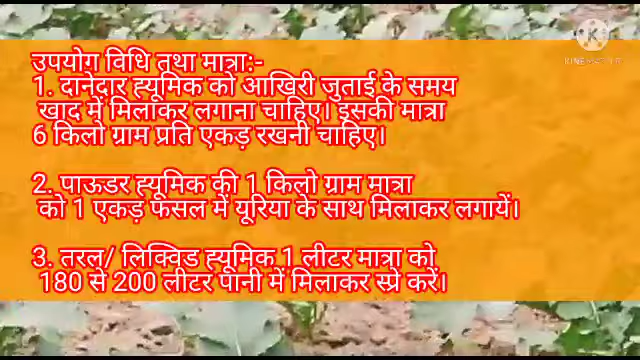 उपयोग विधि तथा मात्रा:-
1. दानेदार ह्यूमिक को आखिरी जुताई के समय
खाद में मिलाकर लगाना चाहिए। इसकी मात्रा
6 किलो ग्राम प्रति एकड़ रखनी चाहिए।
2. पाऊडर ह्यूमिक की 1 किलो ग्राम मात्रा
को 1 एकड़ फसल में यूरिया के साथ मिलाकर लगायें।
3. तरल/ लिक्विड ह्यूमिक 1 लीटर मात्रा को
180 से 200 लीटर पानी में मिलाकर स्प्रे करें।
K